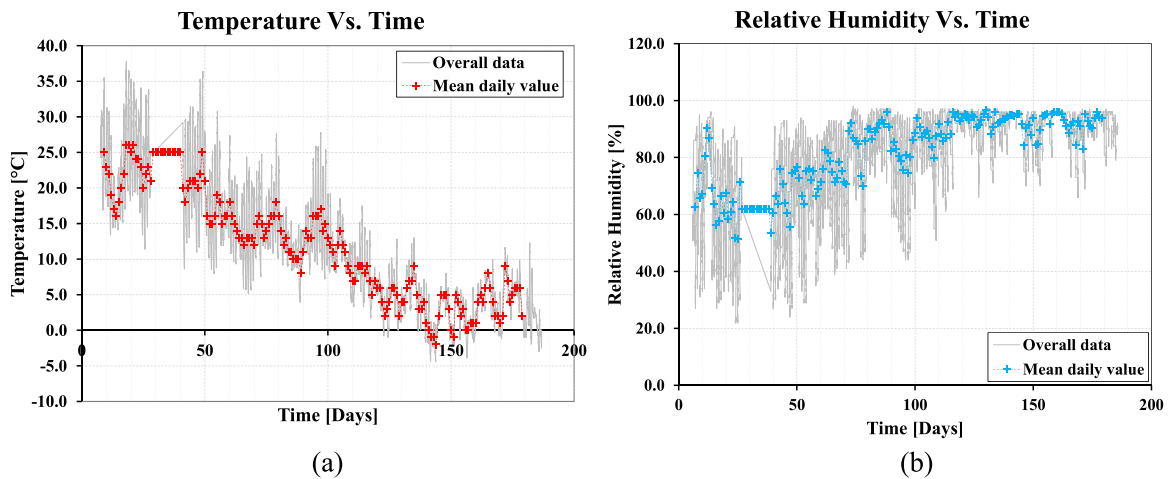 Temperature Vs. Time
40.0
35.0
30.0
25.0
20.0
15.0
10.0
5.0
0.0
-5.0
-10.0
Temperature [°C]
Overall data
Mean daily value
0
50
100
150
200
Time [Days]
(a)
Relative Humidity Vs. Time
120.0
100.0
80.0
60.0
40.0
20.0
0.0
Relative Humidity [%]
Overall data
Mean daily value
0
50
100
150
200
Time [Days]
(b)